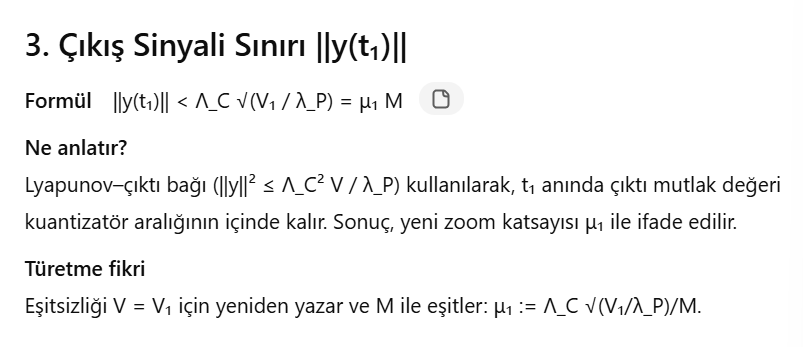 3. Çıkış Sinyali Sınırı ||y(t₁)||
Formül ||y(t₁)|| < Λ_C √(V₁ / λ_P) = μ₁ M
Ne anlatır?
Lyapunov–çıktı bağı (||y||² ≤ Λ_C² V / λ_P) kullanılarak, t₁ anında çıktı mutlak değeri
kuantizatör aralığının içinde kalır. Sonuç, yeni zoom katsayısı μ₁ ile ifade edilir.
Türetme fikri
Eşitsizliği V = V₁ için yeniden yazar ve M ile eşitler: μ₁ := Λ_C √(V₁/λ_P)/M.